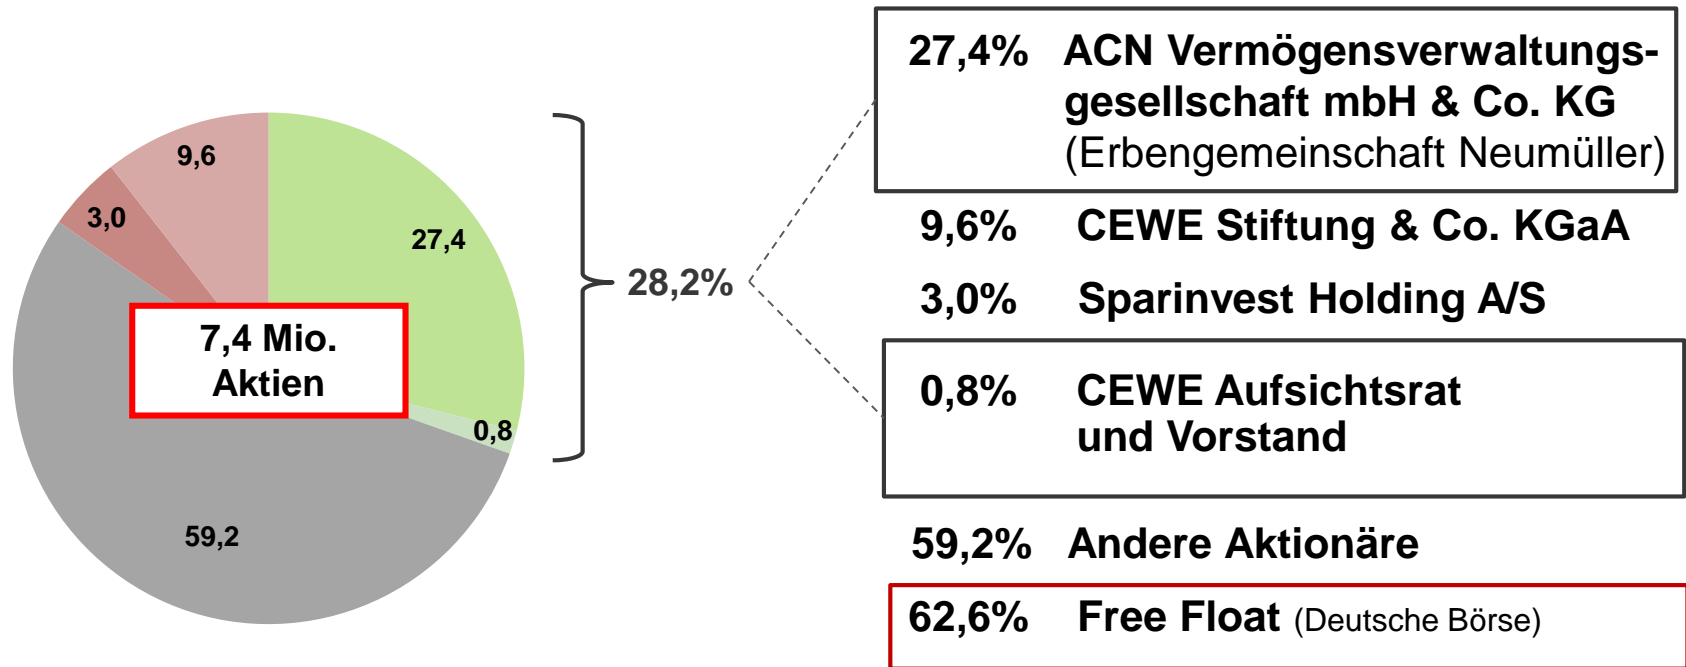 9,6
3,0
27,4
7,4 Mio.
Aktien
0,8
59,2
28,2%
27,4% ACN Vermögensverwaltungs-
gesellschaft mbH & Co. KG
(Erbengemeinschaft Neumüller)
9,6% CEWE Stiftung & Co. KGaA
3,0% Sparinvest Holding A/S
0,8% CEWE Aufsichtsrat
und Vorstand
59,2% Andere Aktionäre
62,6% Free Float (Deutsche Börse)